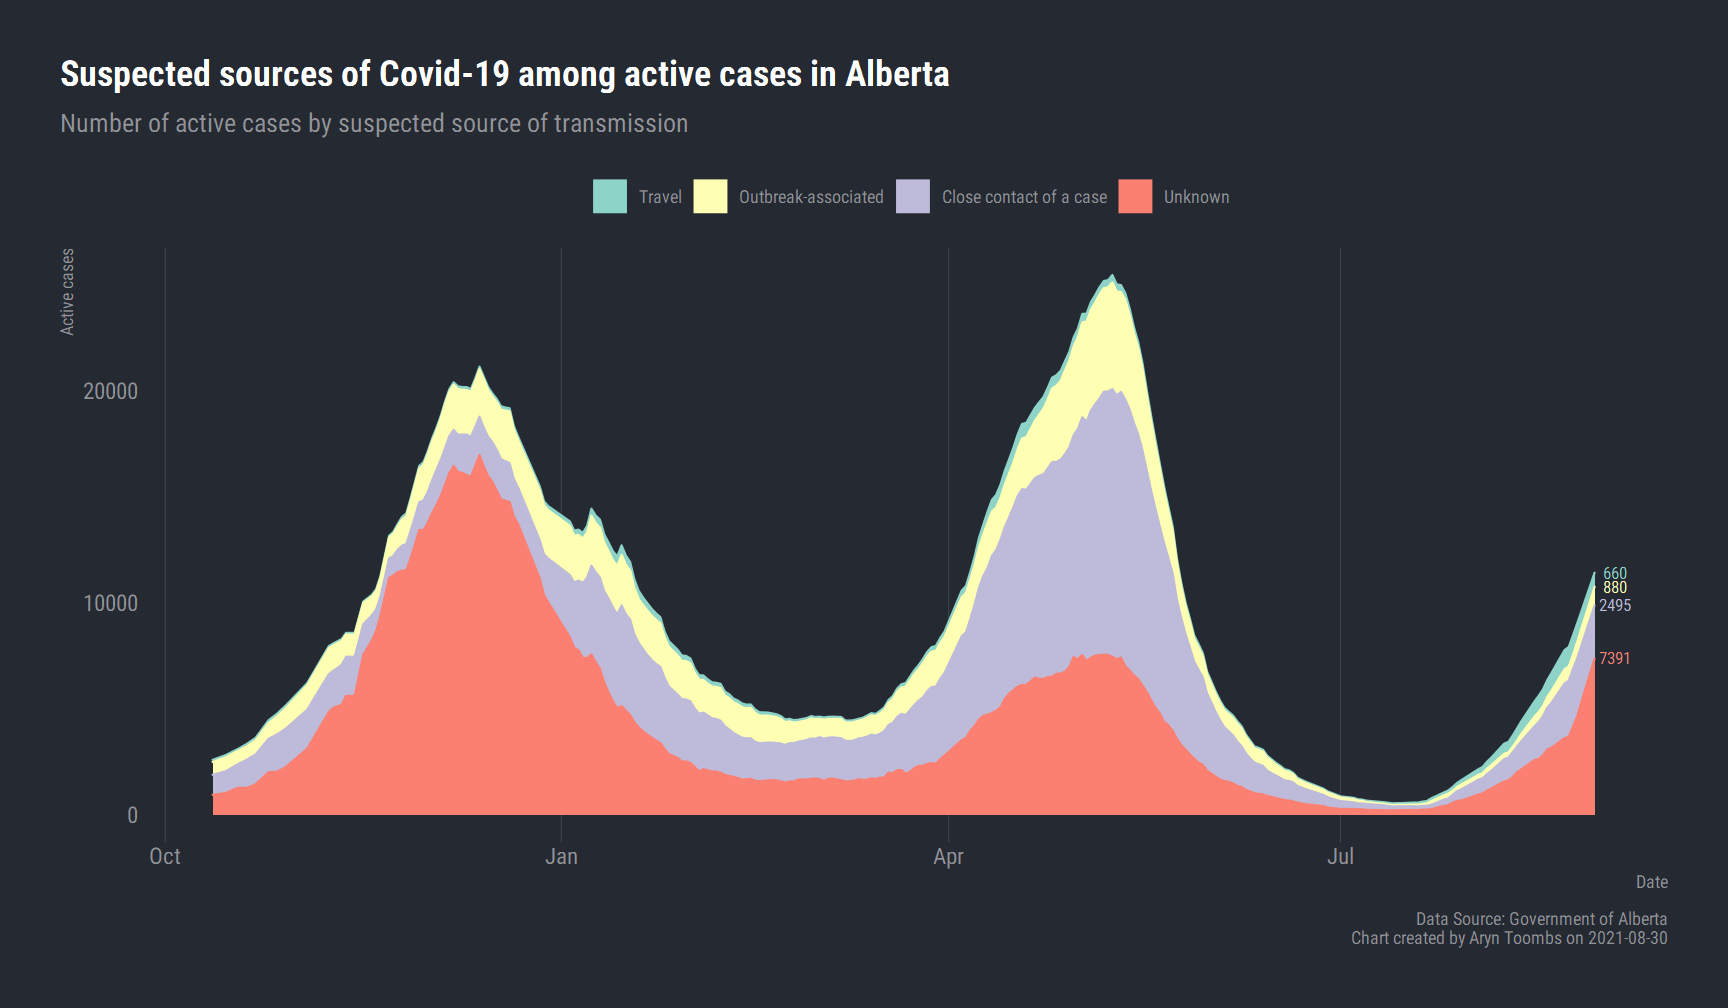 Suspected sources of Covid-19 among active cases in Alberta
Number of active cases by suspected source of transmission
Travel
Outbreak-associated
Close contact of a case
Unknown
Active cases
20000
10000
0
660
880
2495
7391
Oct
Jan
Apr
Jul
Date
Data Source: Government of Alberta
Chart created by Aryn Toombs on 2021-08-30